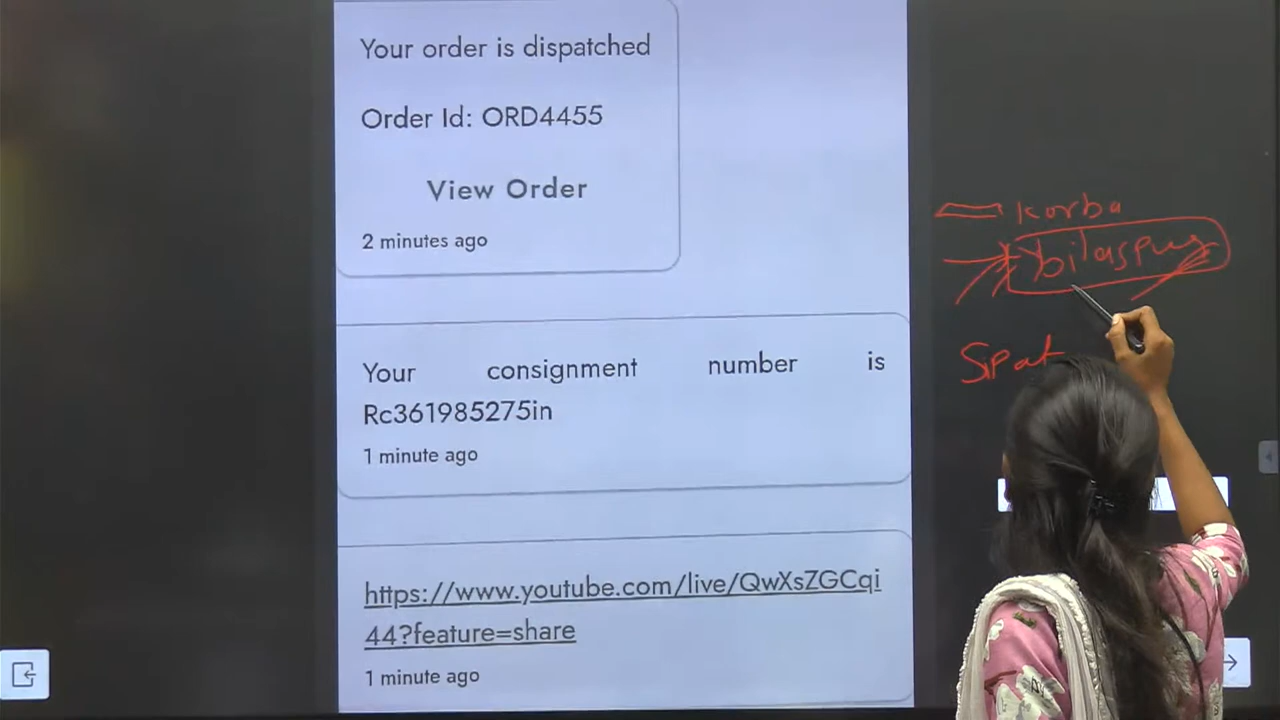 Your order is dispatched
Order Id: ORD4455
View Order
2 minutes ago
Your consignment number is
Rc361985275in
1 minute ago
https://www.youtube.com/live/QwXsZGCqi
44?feature=share
1 minute ago
Korba
bilaspur
Sipat